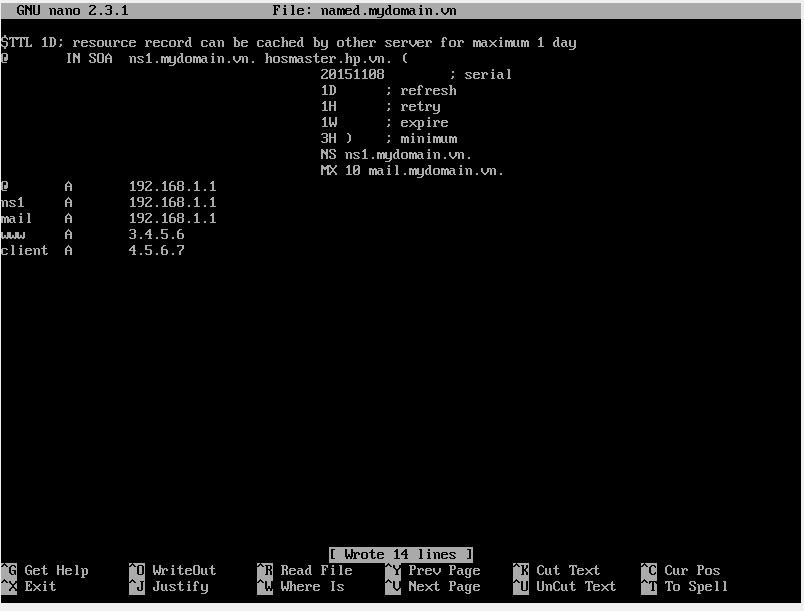 GNU nano 2.3.1 File: named.mydomain.vn
$TTL 1D; resource record can be cached by other server for maximum 1 day
@ IN SOA ns1.mydomain.vn. hosmaster.hp.vn. (
20151108 ; serial
1D ; refresh
1H ; retry
1W ; expire
3H ) ; minimum
NS ns1.mydomain.vn.
MX 10 mail.mydomain.vn.
@ A 192.168.1.1
ns1 A 192.168.1.1
mail A 192.168.1.1
www A 3.4.5.6
client A 4.5.6.7
[ Wrote 14 lines ]
^G Get Help ^O WriteOut ^R Read File ^Y Prev Page ^K Cut Text ^C Cur Pos
^X Exit ^J Justify ^W Where Is ^V Next Page ^U UnCut Text ^T To Spell